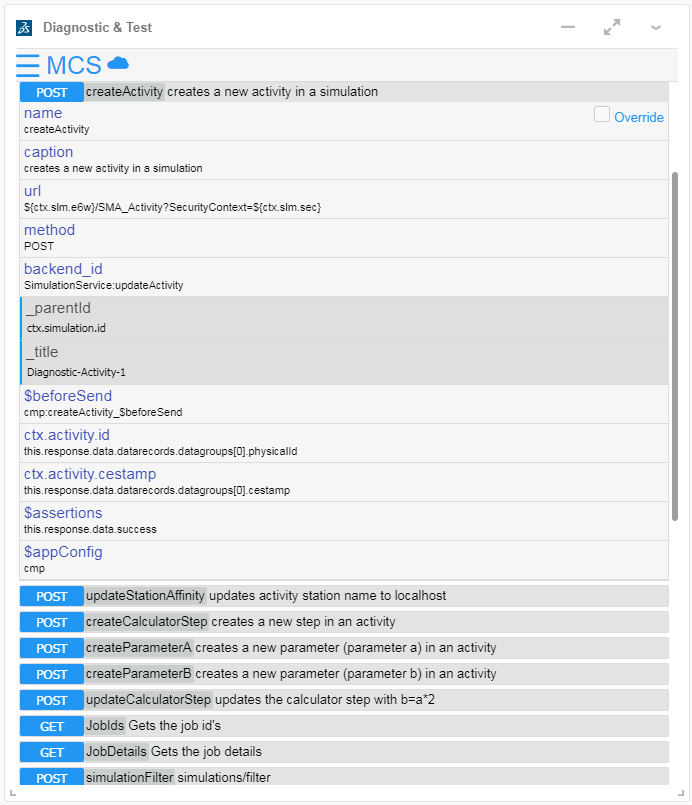 Diagnostic & Test
MCS
POST createActivity creates a new activity in a simulation
name
Override
createActivity
caption
creates a new activity in a simulation
url
${ctx.slm.e6w}/SMA_Activity?SecurityContext=${ctx.slm.sec}
method
POST
backend_id
SimulationService:updateActivity
_parentId
ctx.simulation.id
_title
Diagnostic-Activity-1
$beforeSend
cmp:createActivity_$beforeSend
ctx.activity.id
this.response.data.datarecords.datagroups[0].physicalId
ctx.activity.cestamp
this.response.data.datarecords.datagroups[0].cestamp
$assertions
this.response.data.success
$appConfig
cmp
POST updateStationAffinity updates activity station name to localhost
POST createCalculatorStep creates a new step in an activity
POST createParameterA creates a new parameter (parameter a) in an activity
POST createParameterB creates a new parameter (parameter b) in an activity
POST updateCalculatorStep updates the calculator step with b=a*2
GET JobIds Gets the job id's
GET JobDetails Gets the job details
POST simulationFilter simulations/filter